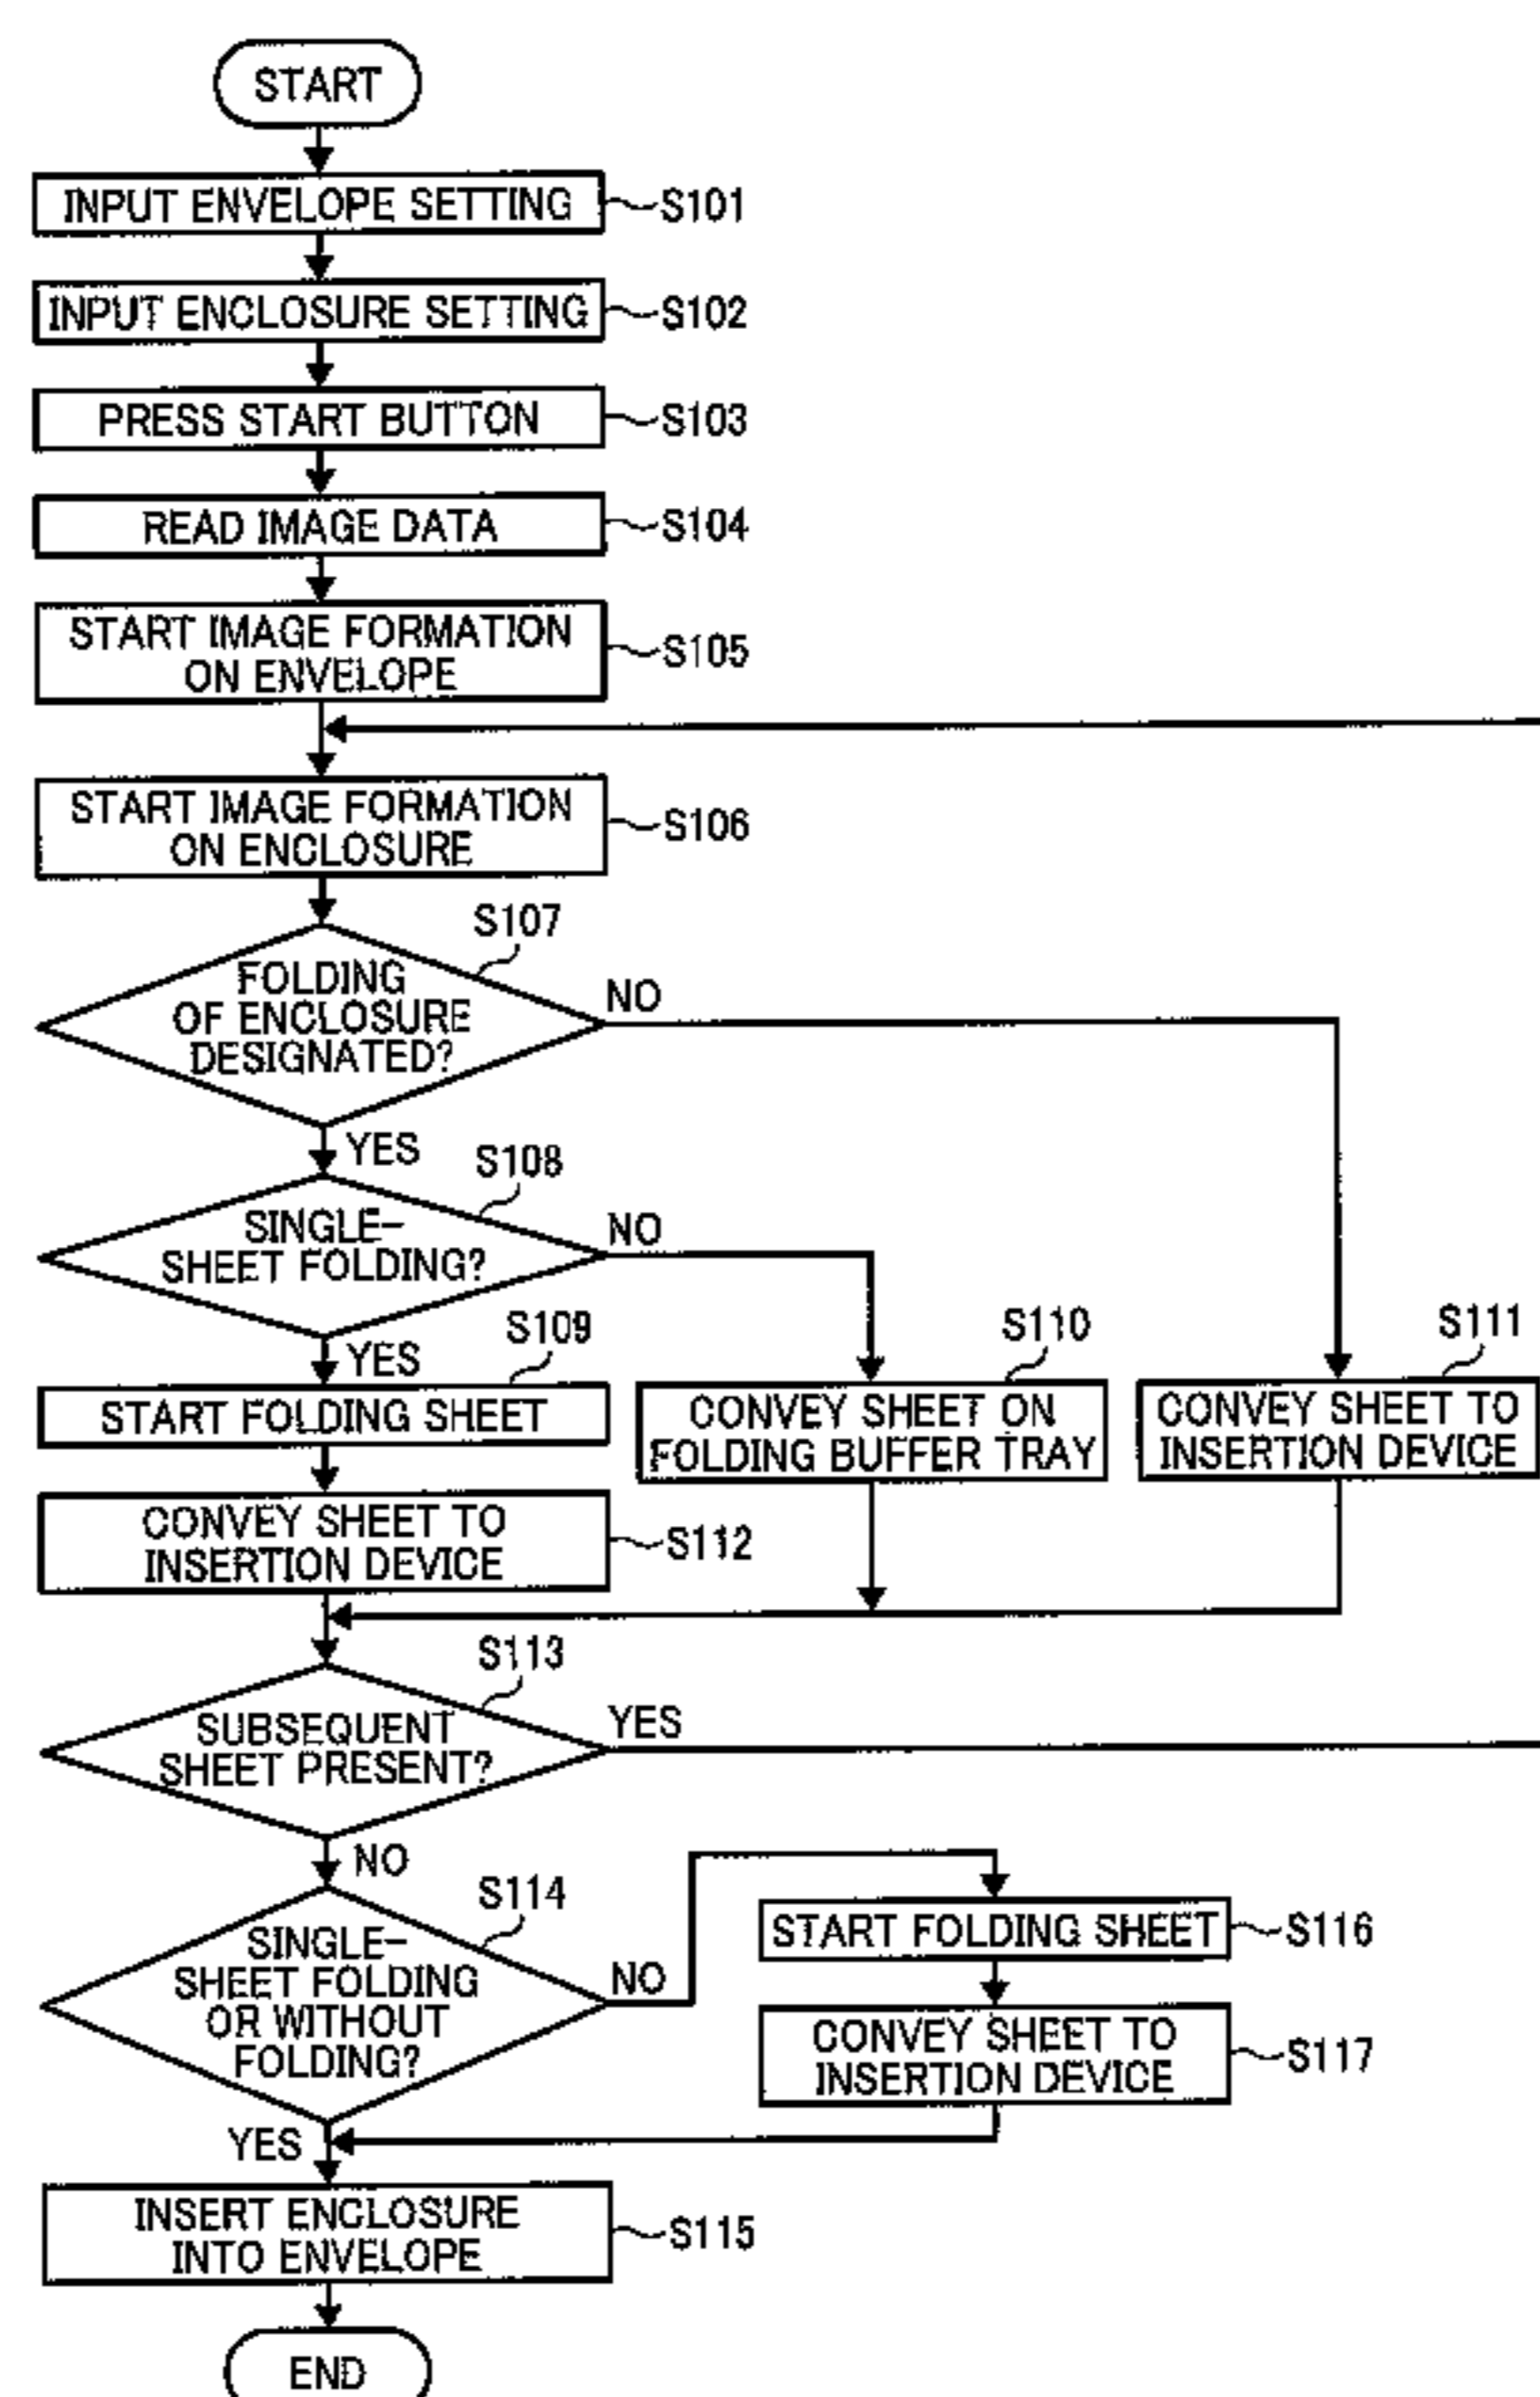 START
INPUT ENVELOPE SETTING
S101
INPUT ENCLOSURE SETTING
S102
PRESS START BUTTON
S103
READ IMAGE DATA
S104
START IMAGE FORMATION
ON ENVELOPE
S105
START IMAGE FORMATION
ON ENCLOSURE
S106
S107
FOLDING
OF ENCLOSURE
DESIGNATED?
NO
YES
S108
SINGLE-
SHEET FOLDING?
NO
YES
S109
START FOLDING SHEET
S110
CONVEY SHEET ON
FOLDING BUFFER TRAY
S111
CONVEY SHEET TO
INSERTION DEVICE
CONVEY SHEET TO
INSERTION DEVICE
S112
S113
SUBSEQUENT
SHEET PRESENT?
YES
NO
S114
SINGLE-
SHEET FOLDING
OR WITHOUT
FOLDING?
NO
START FOLDING SHEET
S116
CONVEY SHEET TO
INSERTION DEVICE
S117
YES
INSERT ENCLOSURE
INTO ENVELOPE
S115
END